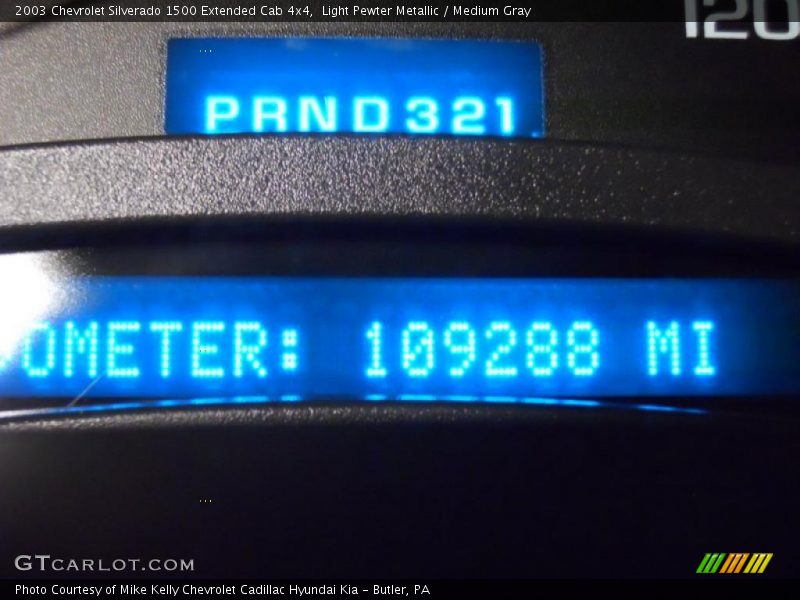 2003 Chevrolet Silverado 1500 Extended Cab 4x4, Light Pewter Metallic / Medium Gray
120
PRND321
OMETER: 109288 MI
GTCARLOT.COM
Photo Courtesy of Mike Kelly Chevrolet Cadillac Hyundai Kia – Butler, PA